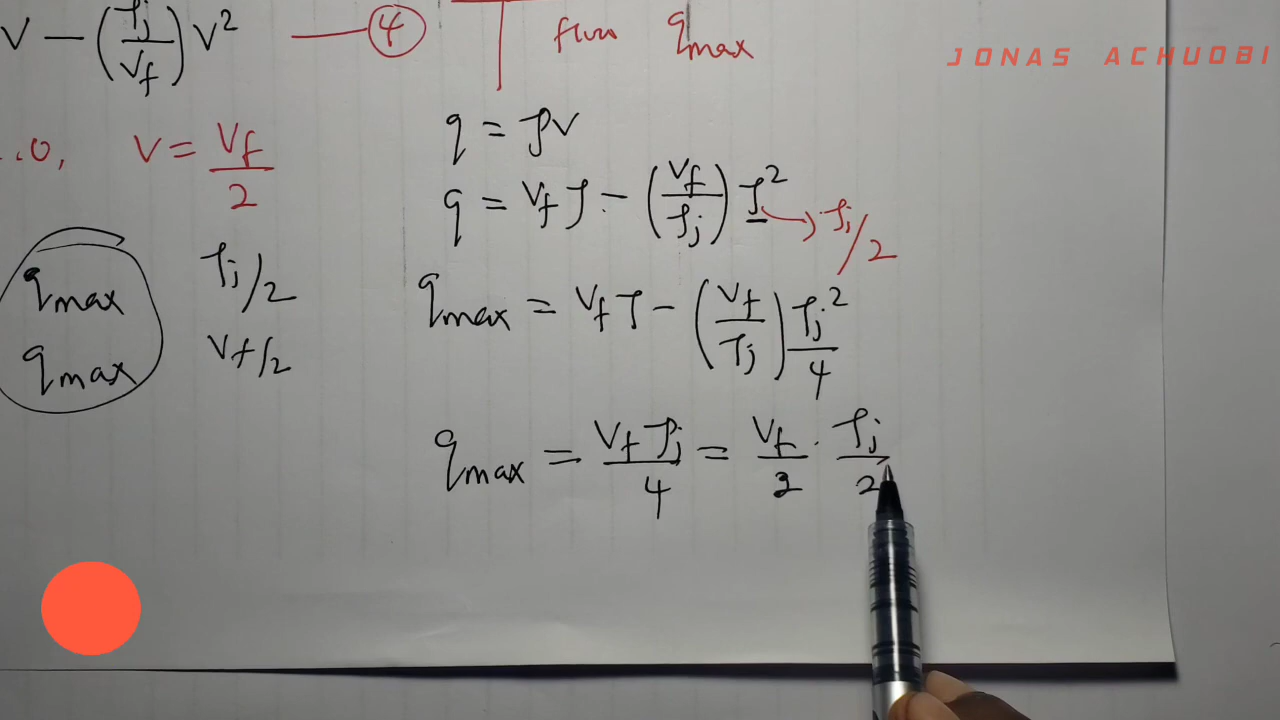 V − (ρj/Vf) V² — ④
flow qmax
JONAS ACHUOBI
..0, V = Vf/2
qmax ρj/2
qmax Vf/2
q = ρV
q = Vf ρ − (Vf/ρj) ρ² → ρj/2
qmax = Vf ρ − (Vf/ρj) ρj²/4
qmax = Vf ρj/4 = Vf/2 · ρj/2